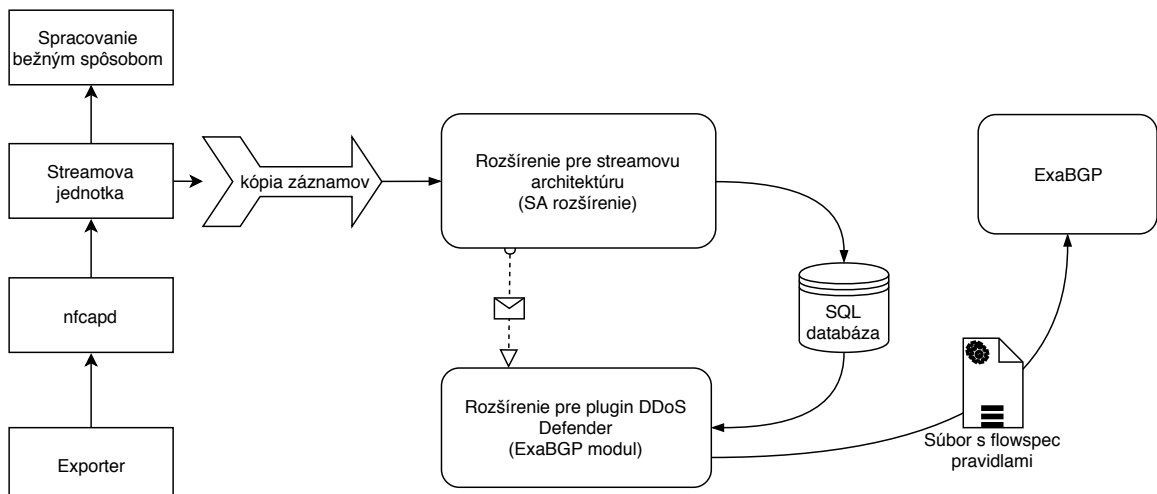 Spracovanie
bežným spôsobom
Streamova
jednotka
nfcapd
Exporter
kópia záznamov
Rozšírenie pre streamovu
architektúru
(SA rozšírenie)
SQL
databáza
Rozšírenie pre plugin DDoS
Defender
(ExaBGP modul)
Súbor s flowspec
pravidlami
ExaBGP